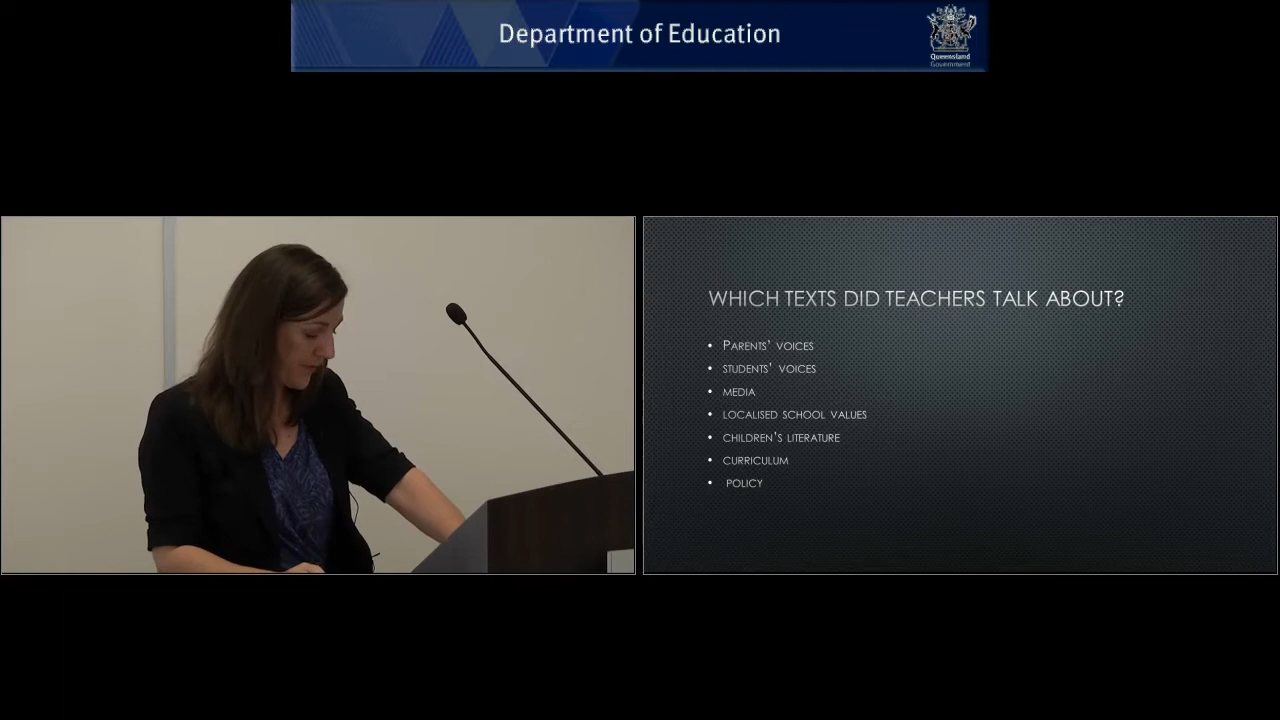 Department of Education
Queensland
Government
WHICH TEXTS DID TEACHERS TALK ABOUT?
• PARENTS' VOICES
• STUDENTS' VOICES
• MEDIA
• LOCALISED SCHOOL VALUES
• CHILDREN'S LITERATURE
• CURRICULUM
• POLICY